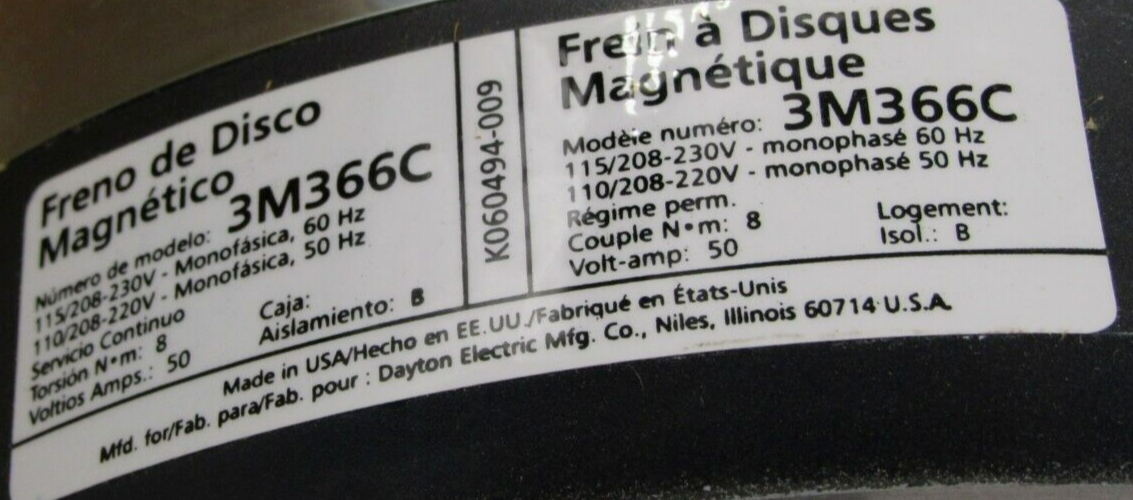 Freno de Disco
Magnético
Número de modelo: 3M366C
115/208-230V - Monofásica, 60 Hz
110/208-220V - Monofásica, 50 Hz
Servicio Continuo
Torsión N•m: 8
Voltios Amps.: 50
Caja:
Aislamiento: B
K0604494-009
Frein à Disques
Magnétique
Modèle numéro: 3M366C
115/208-230V - monophasé 60 Hz
110/208-220V - monophasé 50 Hz
Régime perm.
Couple N•m: 8
Volt-amp: 50
Logement:
Isol.: B
Made in USA/Hecho en EE.UU./Fabriqué en États-Unis
Mfd. for/Fab. para/Fab. pour : Dayton Electric Mfg. Co., Niles, Illinois 60714 U.S.A.